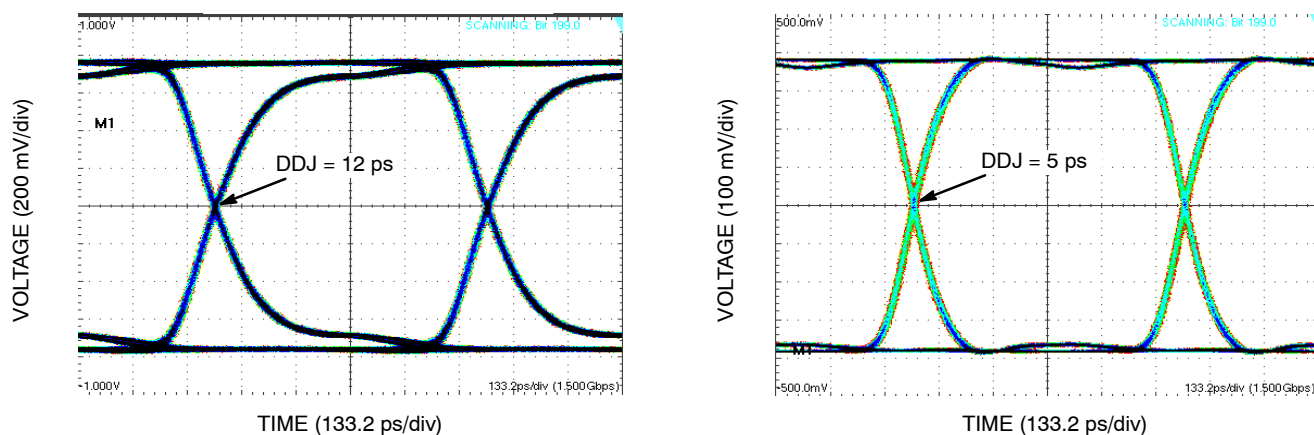 1.000V
SCANNING: Bit 199.0
VOLTAGE (200 mV/div)
M1
DDJ = 12 ps
-1.000V
133.2ps/div (1.500Gbps)
TIME (133.2 ps/div)
500.0mV
SCANNING: Bit 199.0
VOLTAGE (100 mV/div)
DDJ = 5 ps
M1
-500.0mV
133.2ps/div (1.500Gbps)
TIME (133.2 ps/div)